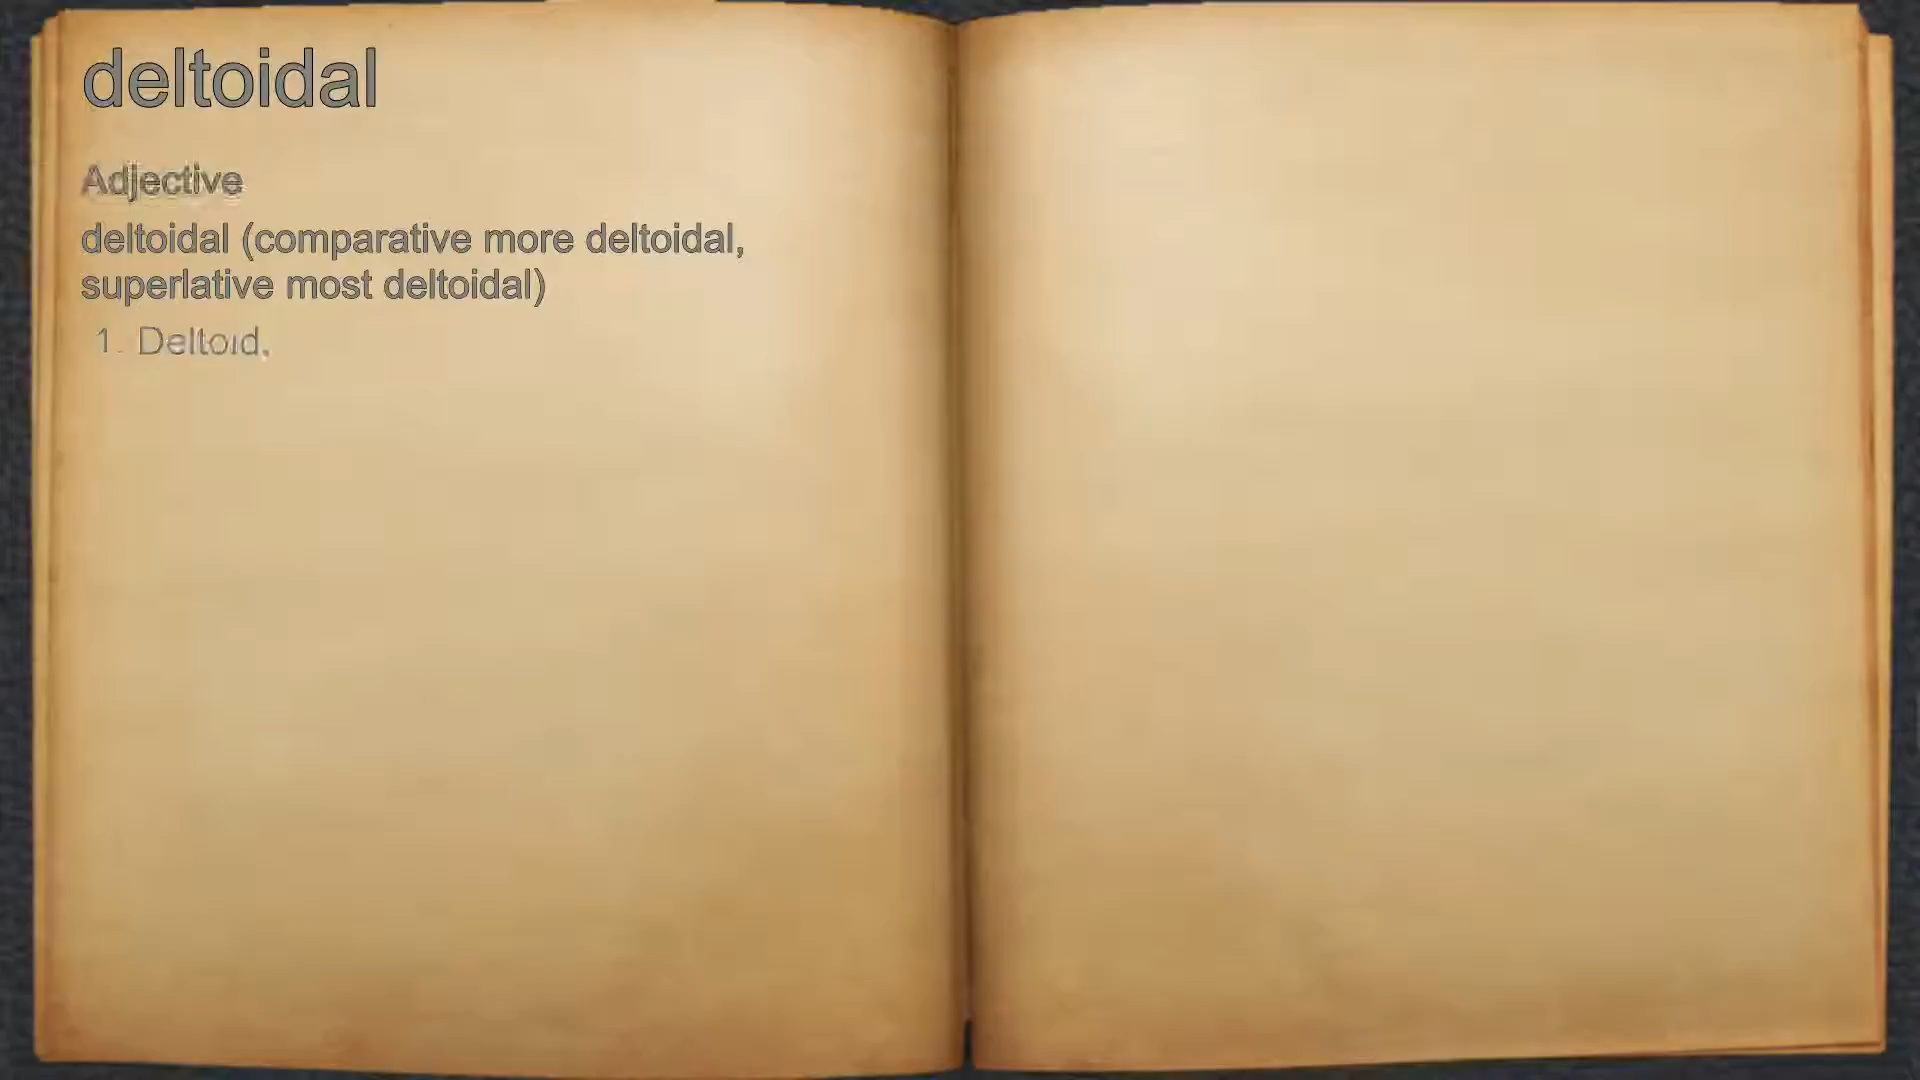 deltoidal
Adjective
deltoidal (comparative more deltoidal,
superlative most deltoidal)
1. Deltoid.